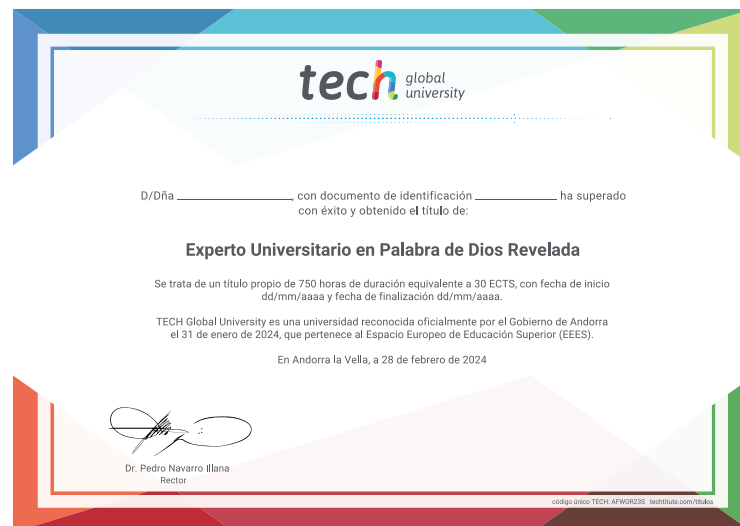 tech global university
D/Dña ____________, con documento de identificación ____________ ha superado
con éxito y obtenido el título de:
Experto Universitario en Palabra de Dios Revelada
Se trata de un título propio de 750 horas de duración equivalente a 30 ECTS, con fecha de inicio
dd/mm/aaaa y fecha de finalización dd/mm/aaaa.
TECH Global University es una universidad reconocida oficialmente por el Gobierno de Andorra
el 31 de enero de 2024, que pertenece al Espacio Europeo de Educación Superior (EEES).
En Andorra la Vella, a 28 de febrero de 2024
Dr. Pedro Navarro Illana
Rector
código único TECH: AFWOR23S techtitute.com/titulos